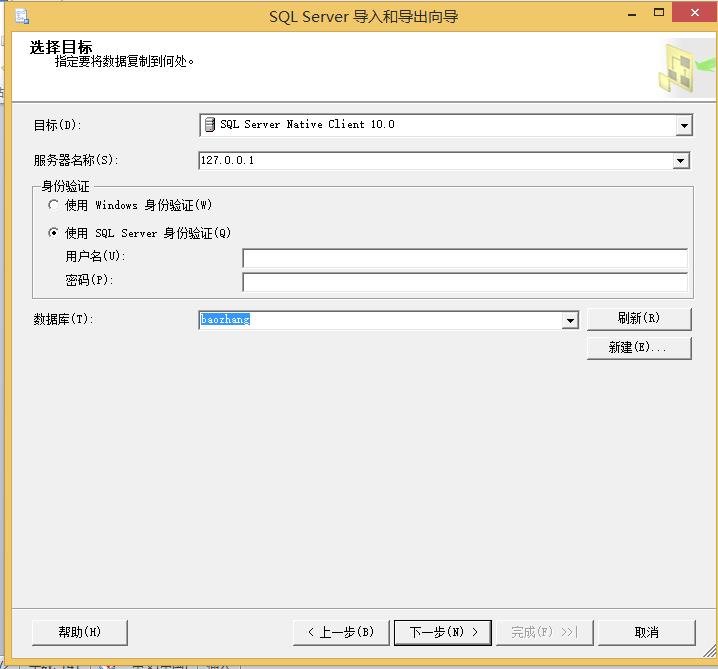 SQL Server 导入和导出向导
选择目标
指定要将数据复制到何处。
目标(D):
SQL Server Native Client 10.0
服务器名称(S):
127.0.0.1
身份验证
使用 Windows 身份验证(W)
使用 SQL Server 身份验证(Q)
用户名(U):
密码(P):
数据库(T):
baozhang
刷新(R)
新建(E)...
帮助(H)
< 上一步(B)
下一步(N) >
完成(F) >>|
取消